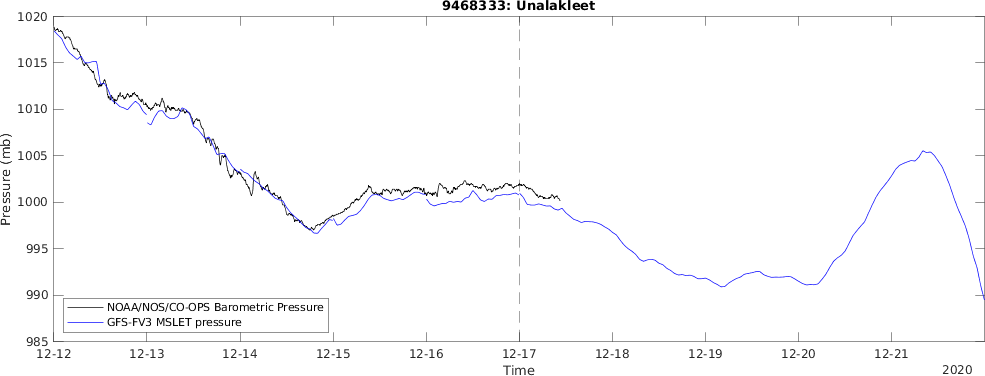 9468333: Unalakleet
Pressure (mb)
1020
1015
1010
1005
1000
995
990
985
NOAA/NOS/CO-OPS Barometric Pressure
GFS-FV3 MSLET pressure
12-12 12-13 12-14 12-15 12-16 12-17 12-18 12-19 12-20 12-21
Time
2020